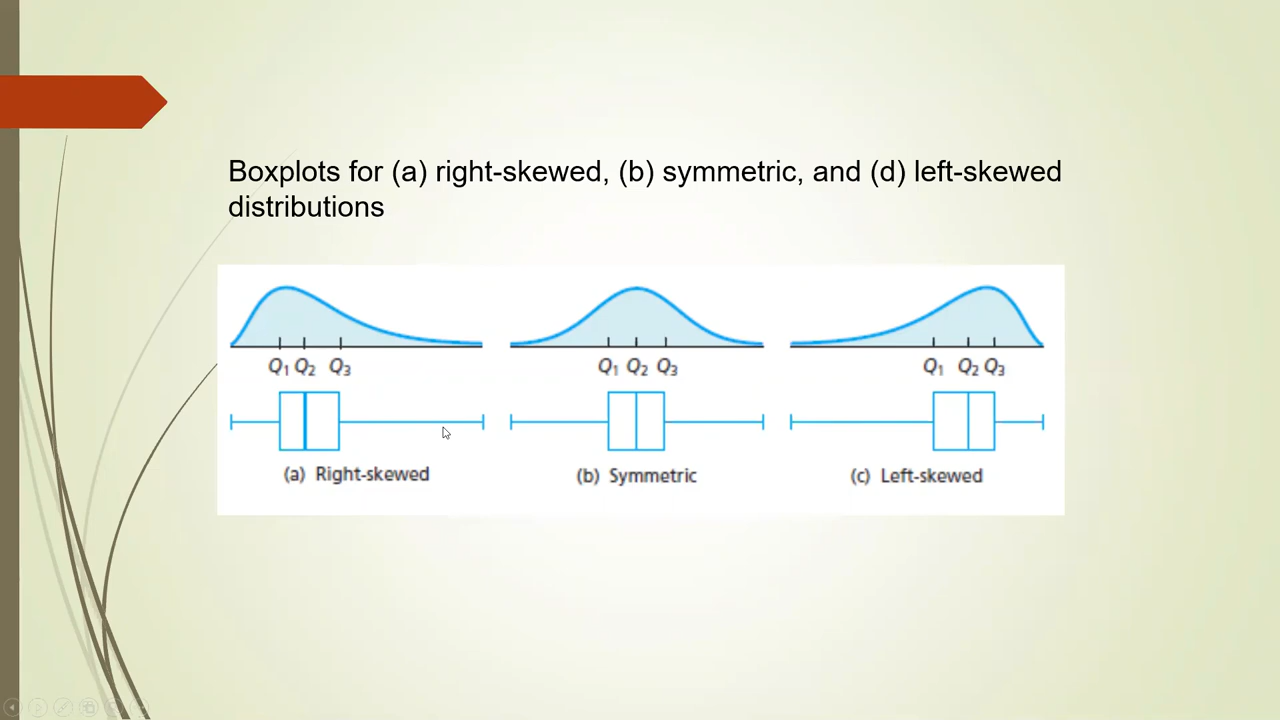 Boxplots for (a) right-skewed, (b) symmetric, and (d) left-skewed
distributions
Q1 Q2 Q3
Q1 Q2 Q3
Q1 Q2 Q3
(a) Right-skewed
(b) Symmetric
(c) Left-skewed